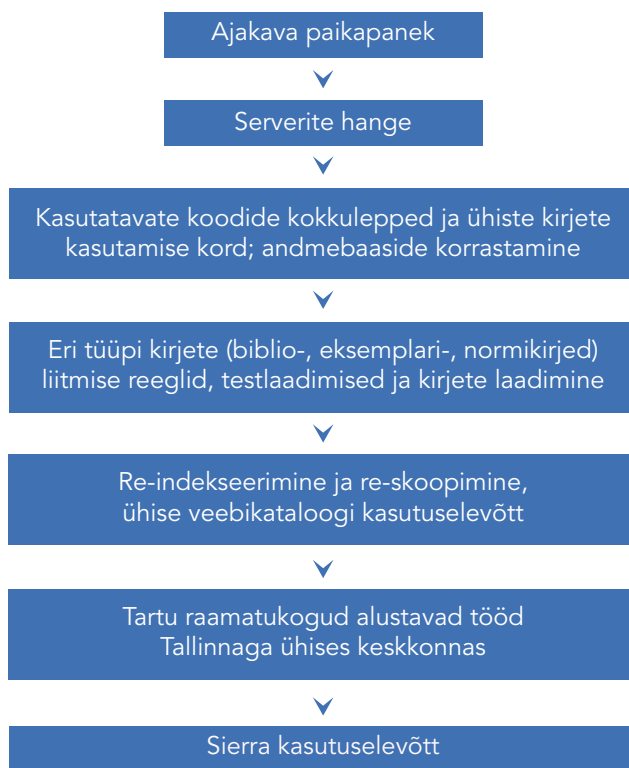 Ajakava paikapanek
Serverite hange
Kasutatavate koodide kokkulepped ja ühiste kirjete
kasutamise kord; andmebaaside korrastamine
Eri tüüpi kirjete (biblio-, eksemplari-, normikirjed)
liitmise reeglid, testlaadimised ja kirjete laadimine
Re-indekseerimine ja re-skoopimine,
ühise veebikataloogi kasutuselevõtt
Tartu raamatukogud alustavad tööd
Tallinnaga ühises keskkonnas
Sierra kasutuselevõtt